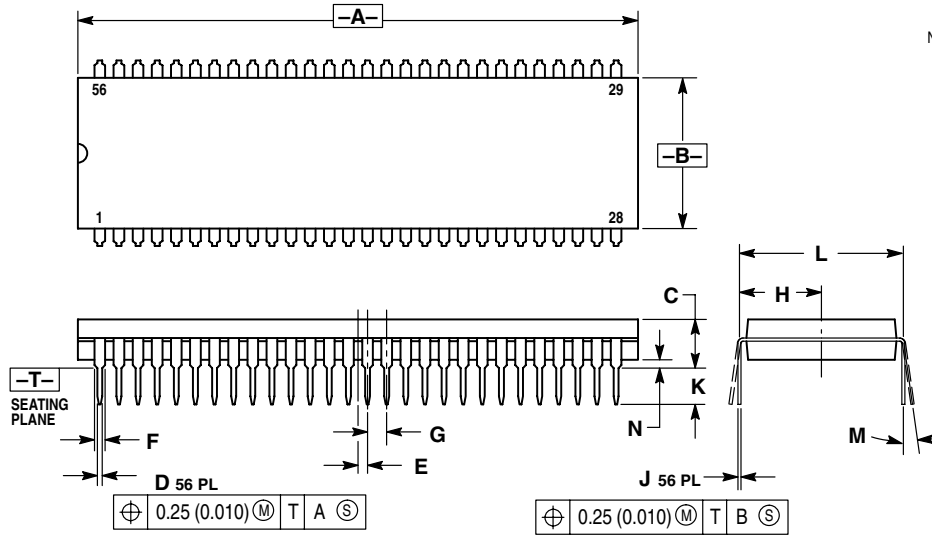 –A–
N
56 29
–B–
1 28
L
H
C
–T–
SEATING
PLANE
K
N
M
F
G
E
D 56 PL
J 56 PL
⌖ 0.25 (0.010) Ⓜ T A Ⓢ
⌖ 0.25 (0.010) Ⓜ T B Ⓢ